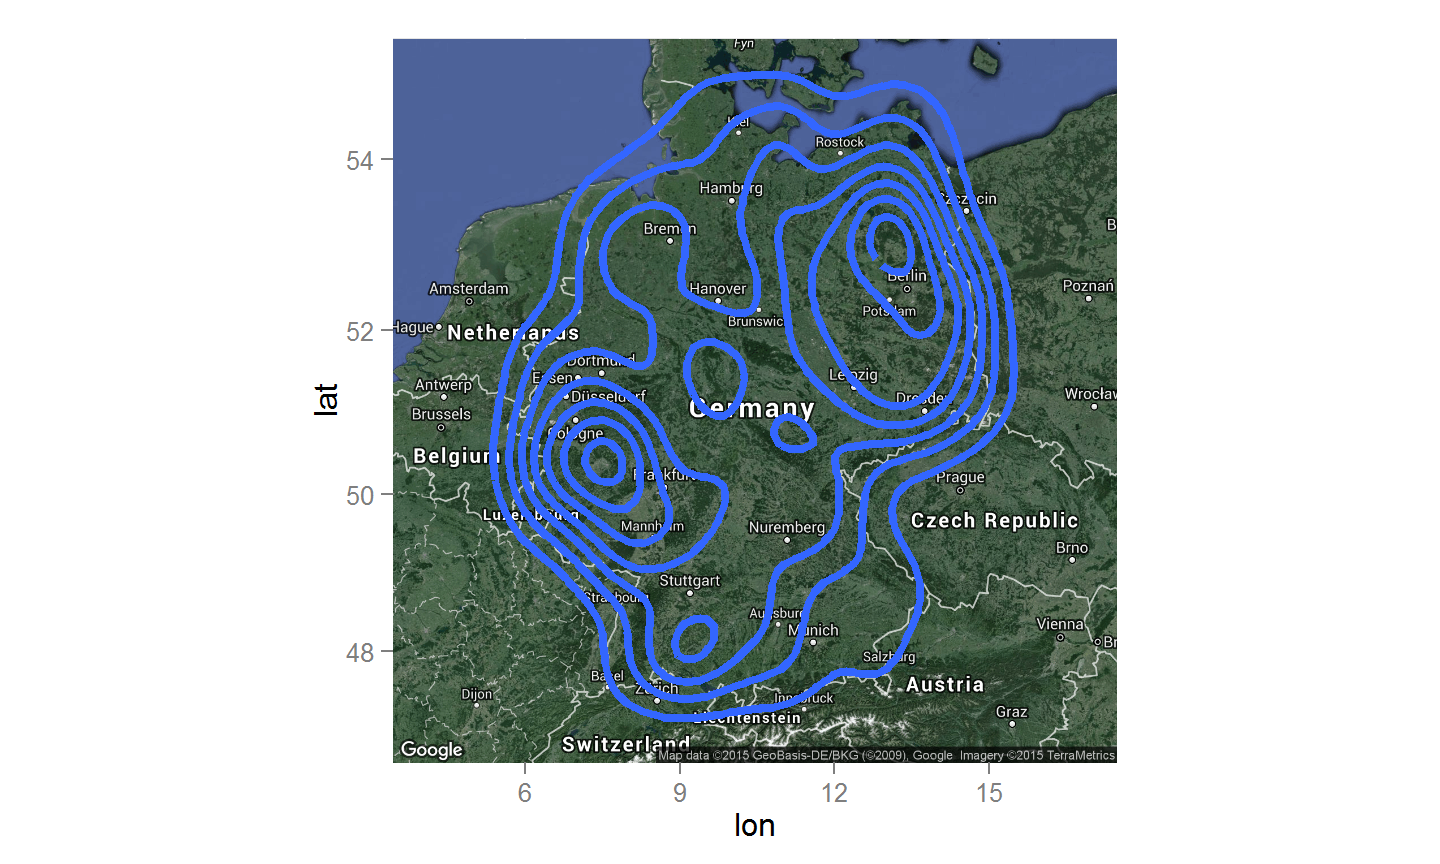 Fyn
Kiel
Rostock
54
Hamburg
Szczecin
Bremen
B
Amsterdam
Hanover
Berlin
Poznań
Potsdam
Brunswic
52
Hague
Netherlands
Dortmund
Essen
Leipzig
Antwerp
Düsseldorf
Dresden
Wrocław
lat
Brussels
Germany
Cologne
Belgium
Frankfurt
Prague
50
Luxembourg
Mannheim
Nuremberg
Czech Republic
Brno
Stuttgart
Strasbourg
Augsburg
Munich
Vienna
Br
48
Salzburg
Basel
Zürich
Dijon
Innsbruck
Austria
Liechtenstein
Graz
Switzerland
Google
Map data ©2015 GeoBasis-DE/BKG (©2009), Google Imagery ©2015 TerraMetrics
6 9 12 15
lon